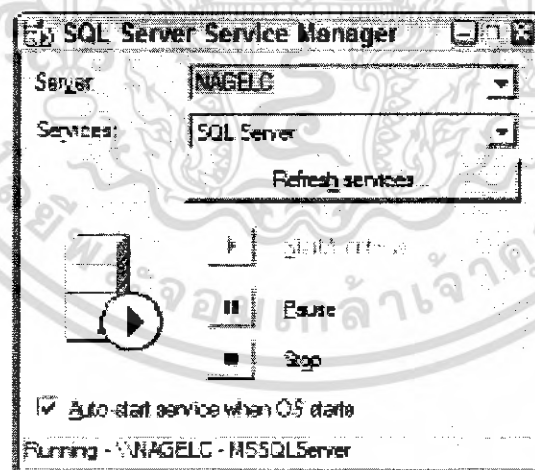 SQL Server Service Manager
Server: NAGELC
Services: SQL Server
Refresh services...
Pause
Stop
Auto-start service when OS starts
Running - \\NAGELC - MSSQLServer